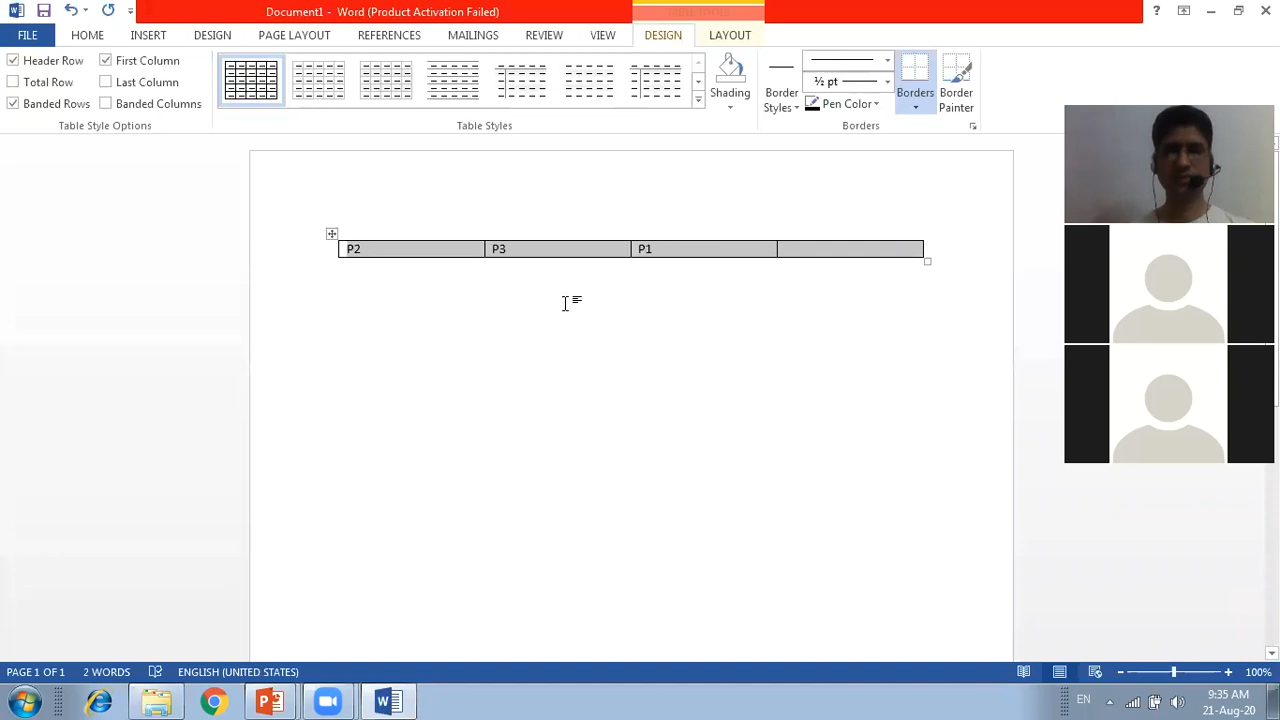 Document1 - Word (Product Activation Failed)
?
FILE HOME INSERT DESIGN PAGE LAYOUT REFERENCES MAILINGS REVIEW VIEW DESIGN LAYOUT
Header Row First Column
Total Row Last Column
Banded Rows Banded Columns
Table Style Options
Table Styles
Shading
Border Styles
½ pt
Pen Color
Borders
Border Painter
Borders
P2 P3 P1
PAGE 1 OF 1 2 WORDS ENGLISH (UNITED STATES) 100%
EN 9:35 AM
21-Aug-20